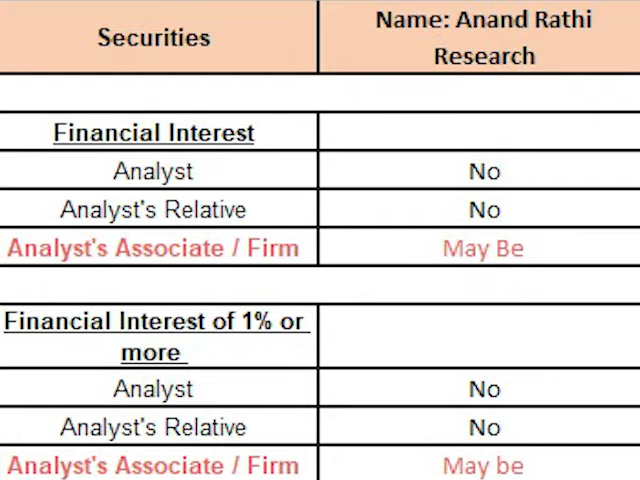 Securities
Name: Anand Rathi
Research
Financial Interest
Analyst No
Analyst's Relative No
Analyst's Associate / Firm May Be
Financial Interest of 1% or
more
Analyst No
Analyst's Relative No
Analyst's Associate / Firm May be